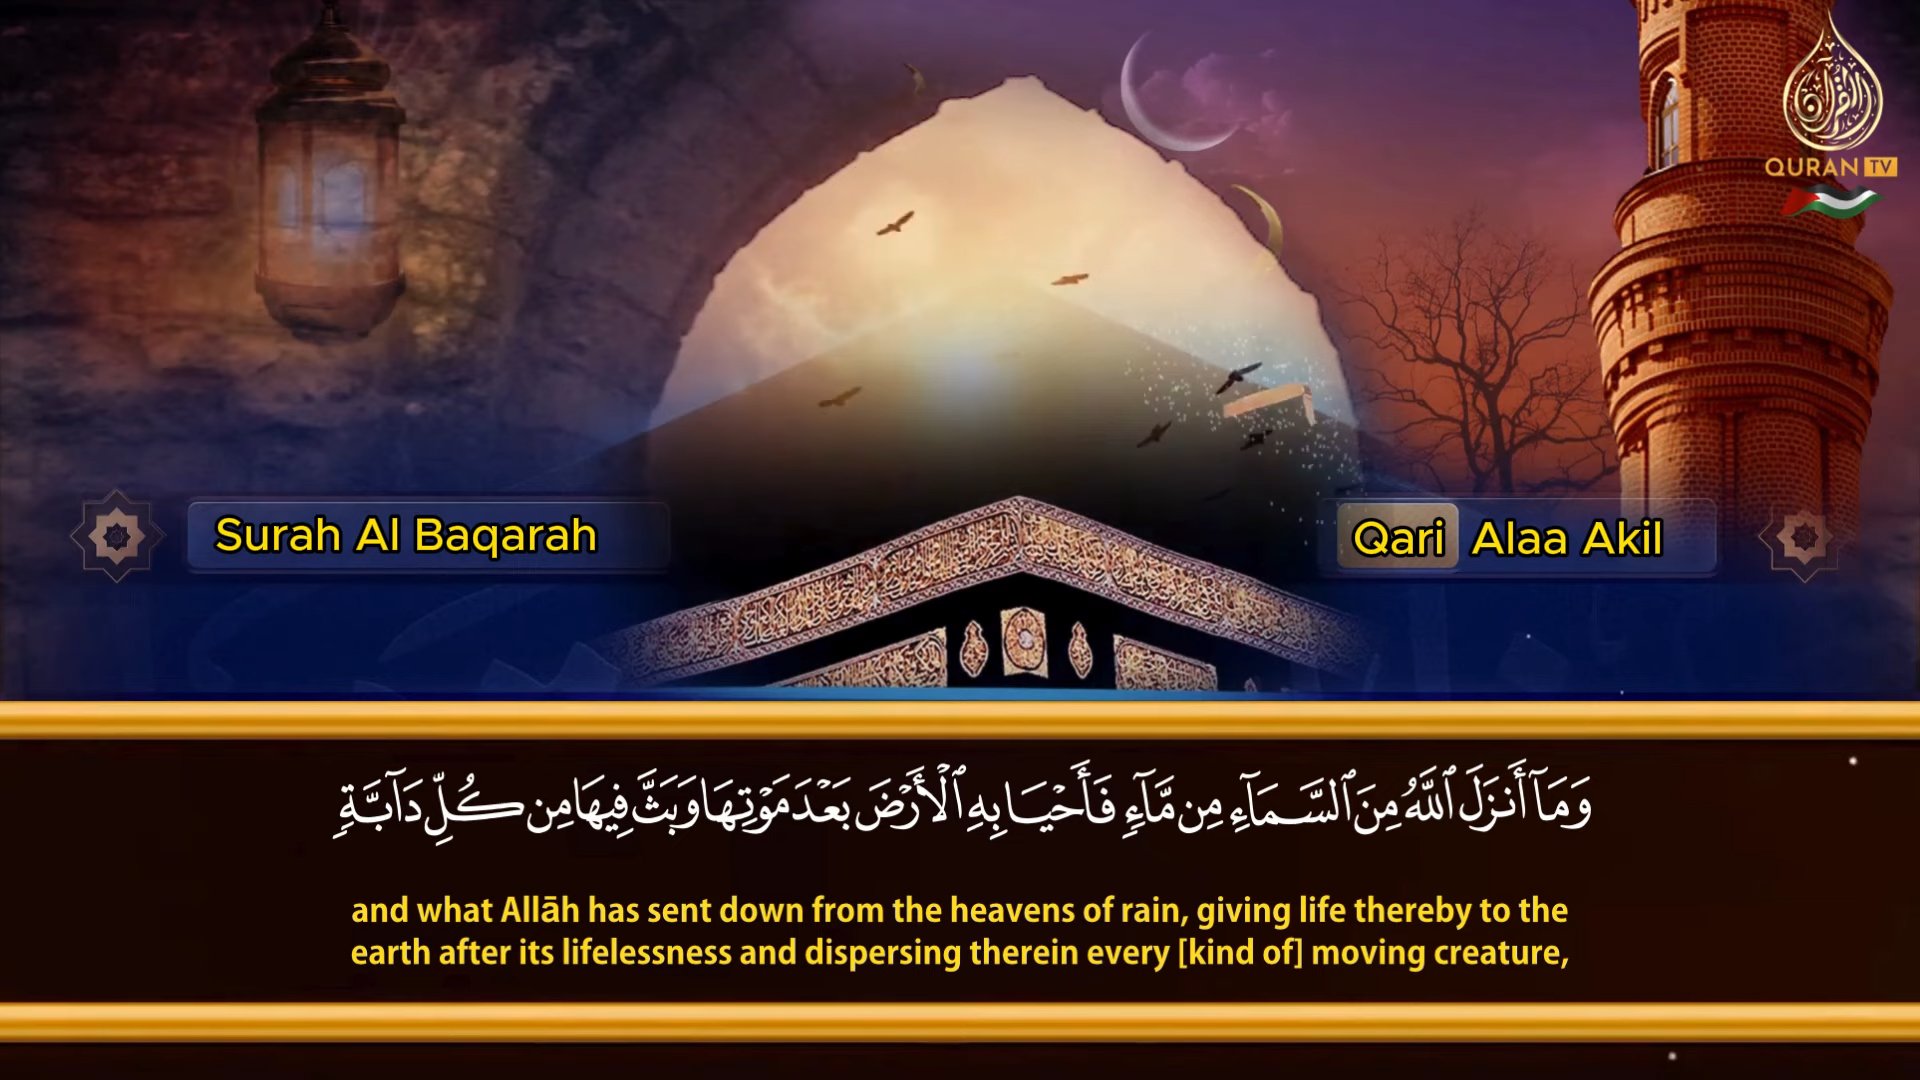 القرآن
QURAN TV
Surah Al Baqarah
Qari Alaa Akil
وَمَآ أَنزَلَ ٱللَّهُ مِنَ ٱلسَّمَآءِ مِن مَّآءٍ فَأَحْيَا بِهِ ٱلْأَرْضَ بَعْدَ مَوْتِهَا وَبَثَّ فِيهَا مِن كُلِّ دَآبَّةٍ
and what Allāh has sent down from the heavens of rain, giving life thereby to the
earth after its lifelessness and dispersing therein every [kind of] moving creature,